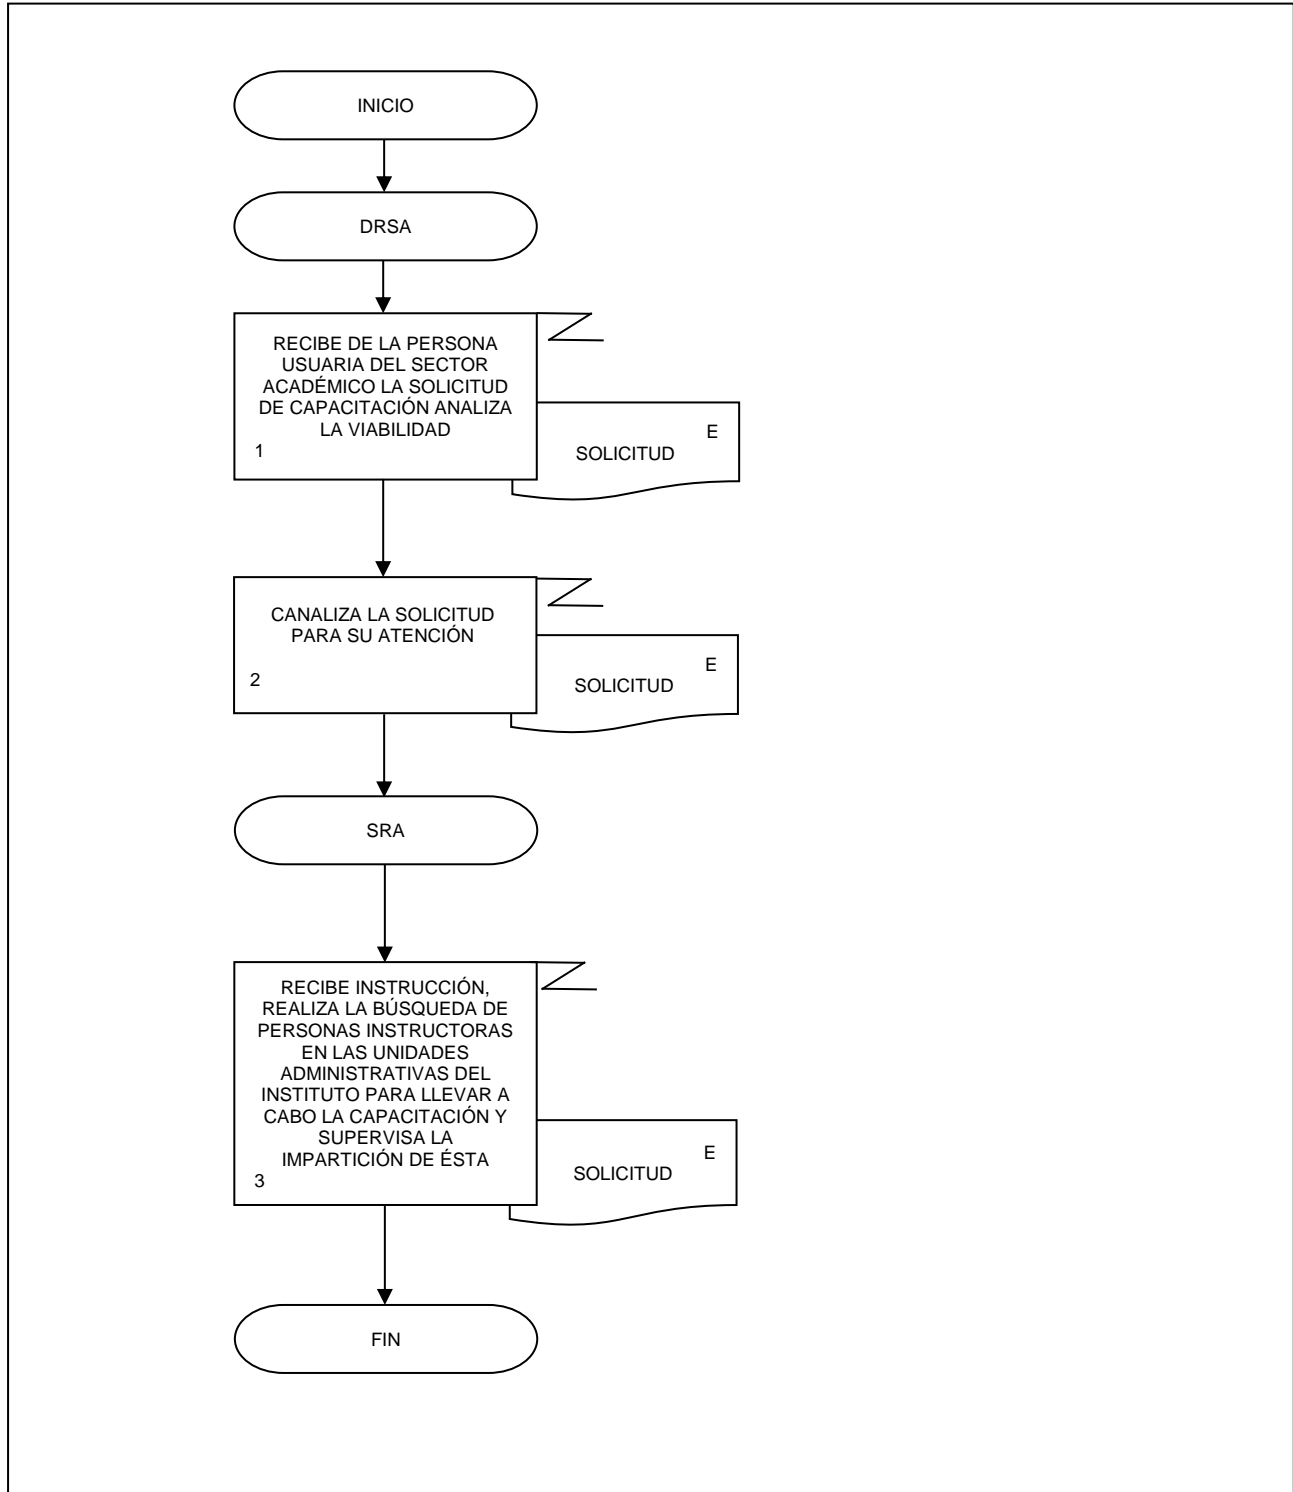 INICIO
DRSA
RECIBE DE LA PERSONA
USUARIA DEL SECTOR
ACADÉMICO LA SOLICITUD
DE CAPACITACIÓN ANALIZA
LA VIABILIDAD
1
E
SOLICITUD
CANALIZA LA SOLICITUD
PARA SU ATENCIÓN
2
E
SOLICITUD
SRA
RECIBE INSTRUCCIÓN,
REALIZA LA BÚSQUEDA DE
PERSONAS INSTRUCTORAS
EN LAS UNIDADES
ADMINISTRATIVAS DEL
INSTITUTO PARA LLEVAR A
CABO LA CAPACITACIÓN Y
SUPERVISA LA
IMPARTICIÓN DE ÉSTA
3
E
SOLICITUD
FIN